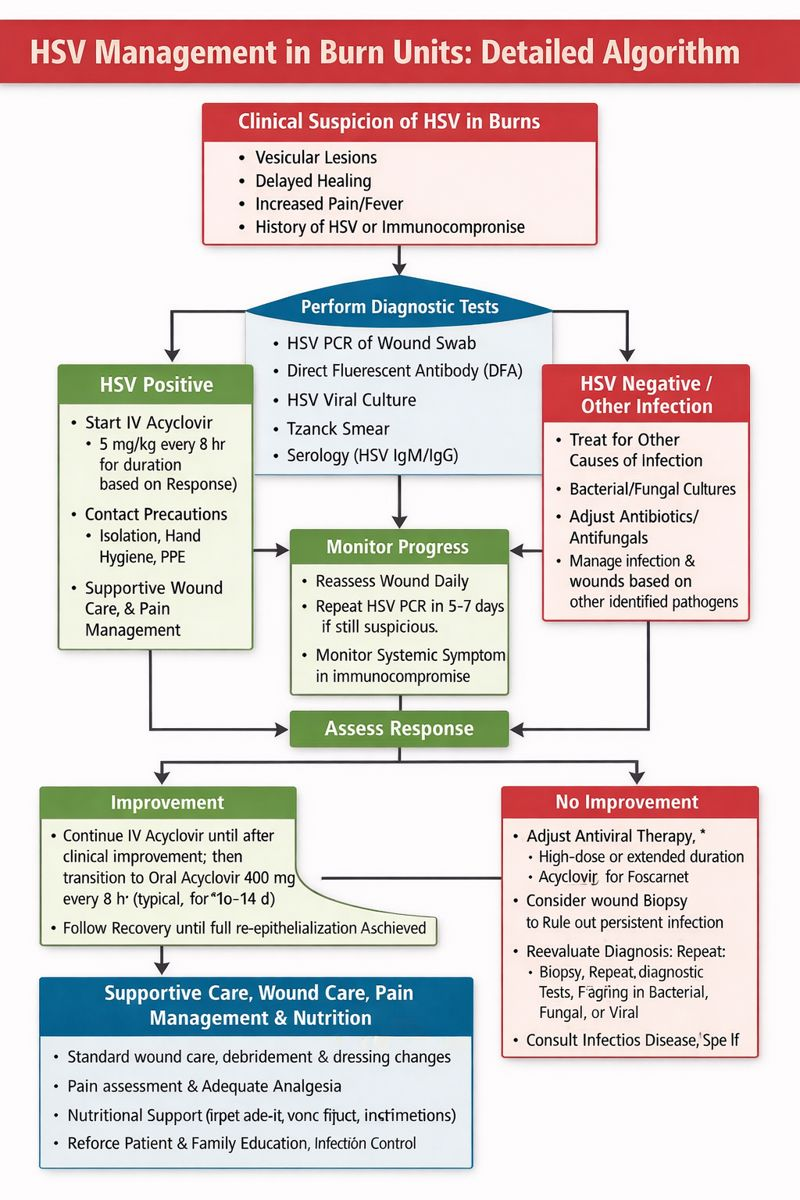 HSV Management in Burn Units: Detailed Algorithm
Clinical Suspicion of HSV in Burns
• Vesicular Lesions
• Delayed Healing
• Increased Pain/Fever
• History of HSV or Immunocompromise
Perform Diagnostic Tests
• HSV PCR of Wound Swab
• Direct Fluerescent Antibody (DFA)
• HSV Viral Culture
• Tzanck Smear
• Serology (HSV IgM/IgG)
HSV Positive
• Start IV Acyclovir
• 5 mg/kg every 8 hr
for duration
based on Response)
• Contact Precautions
• Isolation, Hand
Hygiene, PPE
• Supportive Wound
Care, & Pain
Management
HSV Negative /
Other Infection
• Treat for Other
Causes of Infection
• Bacterial/Fungal Cultures
• Adjust Antibiotics/
Antifungals
• Manage infection &
wounds based on
other identified pathogens
Monitor Progress
• Reassess Wound Daily
• Repeat HSV PCR in 5-7 days
if still suspicious.
• Monitor Systemic Symptom
in immunocompromise
Assess Response
Improvement
• Continue IV Acyclovir until after
clinical improvement; then
transition to Oral Acyclovir 400 mg
every 8 h (typical, for "1o-14 d)
• Follow Recovery until full re-epithelialization Aschieved
No Improvement
• Adjust Antiviral Therapy, *
• High-dose or extended duration
• Acyclovir for Foscarnet
• Consider wound Biopsy
to Rule out persistent infection
• Reevaluate Diagnosis: Repeat:
• Biopsy, Repeat, diagnostic
Tests, in Bacterial,
Fungal, or Viral
• Consult Infectios Disease,
Supportive Care, Wound Care, Pain
Management & Nutrition
• Standard wound care, debridement & dressing changes
• Pain assessment & Adequate Analgesia
• Nutritional Support
• Reforce Patient & Family Education, Infection Control